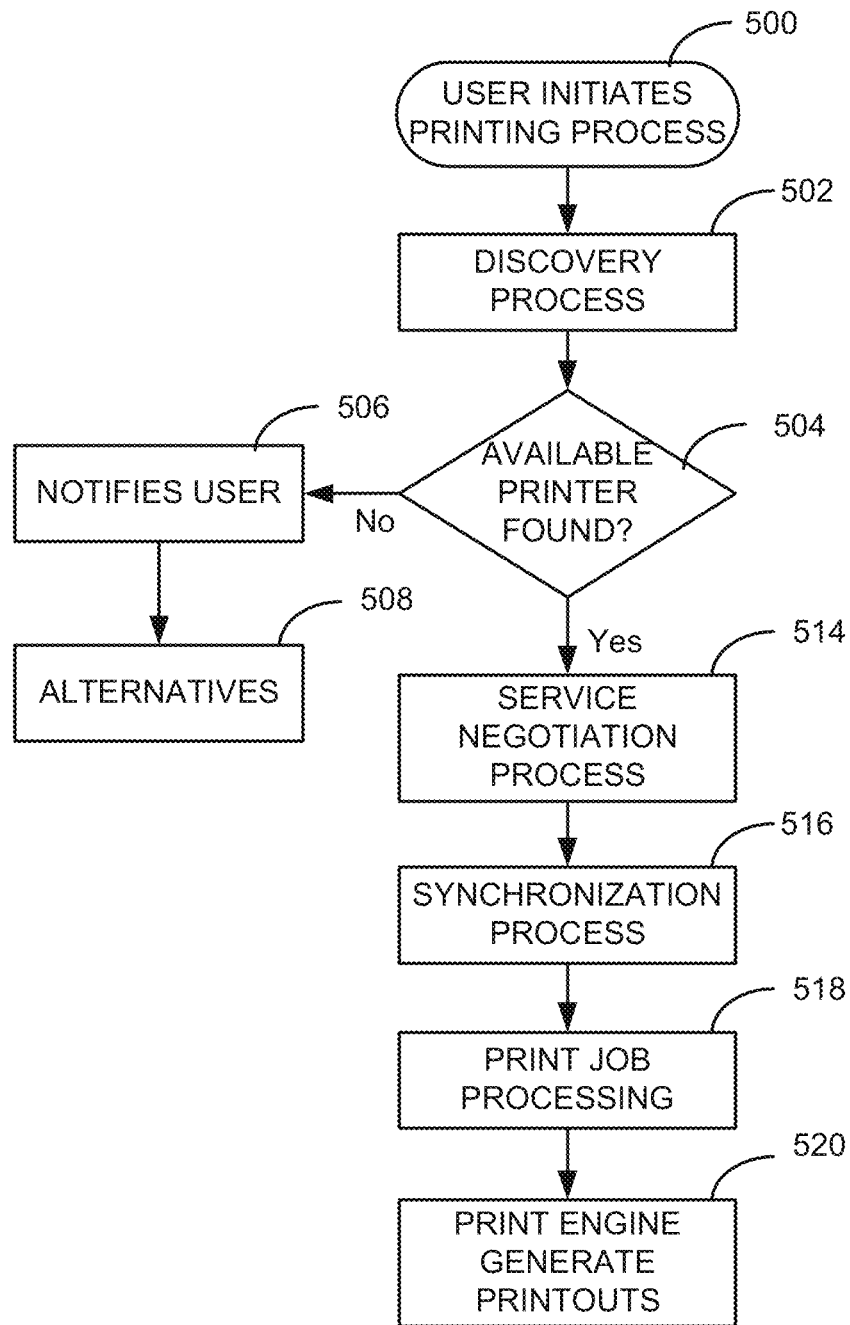 500
USER INITIATES
PRINTING PROCESS
502
DISCOVERY
PROCESS
504
AVAILABLE
PRINTER
FOUND?
No
506
NOTIFIES USER
508
ALTERNATIVES
Yes
514
SERVICE
NEGOTIATION
PROCESS
516
SYNCHRONIZATION
PROCESS
518
PRINT JOB
PROCESSING
520
PRINT ENGINE
GENERATE
PRINTOUTS